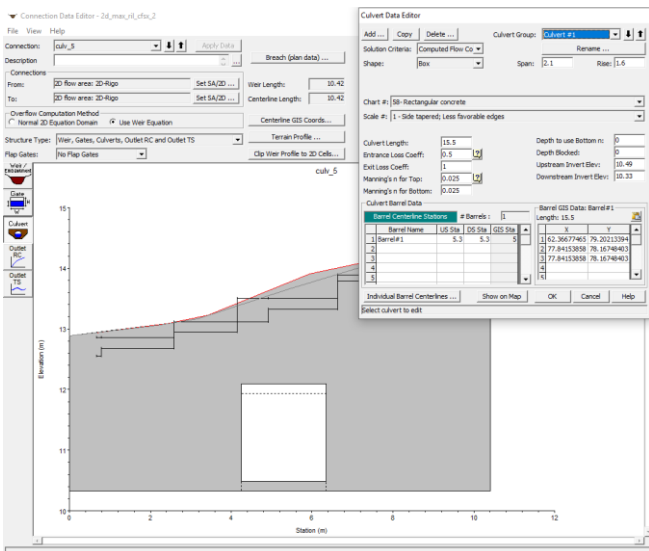 Connection Data Editor - 2d_max_ril_cfss_2
File View Help
Connection: culv_5 Apply Data
Description ...
Breach (plan data) ...
Connections
From: 2D flow area: 2D-Rigo Set SA/2D ...
Weir Length: 10.42
To: 2D flow area: 2D-Rigo Set SA/2D ...
Centerline Length: 10.42
Overflow Computation Method
Normal 2D Equation Domain Use Weir Equation
Centerline GIS Coords...
Structure Type: Weir, Gates, Culverts, Outlet RC and Outlet TS
Terrain Profile ...
Flap Gates: No Flap Gates
Clip Weir Profile to 2D Cells...
Weir / Embankment
Gate
Culvert
Outlet RC
Outlet TS
culv_5
Elevation (m)
15
14
13
12
11
10
0 2 4 6 8 10 12
Station (m)
Culvert Data Editor
Add ... Copy Delete ... Culvert Group: Culvert #1
Solution Criteria: Computed Flow Co Rename ...
Shape: Box Span: 2.1 Rise: 1.6
Chart #: 58- Rectangular concrete
Scale #: 1 - Side tapered; Less favorable edges
Culvert Length: 15.5 Depth to use Bottom n: 0
Entrance Loss Coeff: 0.5 Depth Blocked: 0
Exit Loss Coeff: 1 Upstream Invert Elev: 10.49
Manning's n for Top: 0.025 Downstream Invert Elev: 10.33
Manning's n for Bottom: 0.025
Culvert Barrel Data
Barrel Centerline Stations # Barrels : 1
Barrel Name US Sta DS Sta GIS Sta
1 Barrel#1 5.3 5.3 5
2
3
4
5
Barrel GIS Data: Barrel#1
Length: 15.5
X Y
1 62.36677465 79.20213394
2 77.84153858 78.16748403
3 77.84153858 78.16748403
4
5
Individual Barrel Centerlines ... Show on Map OK Cancel Help
Select culvert to edit